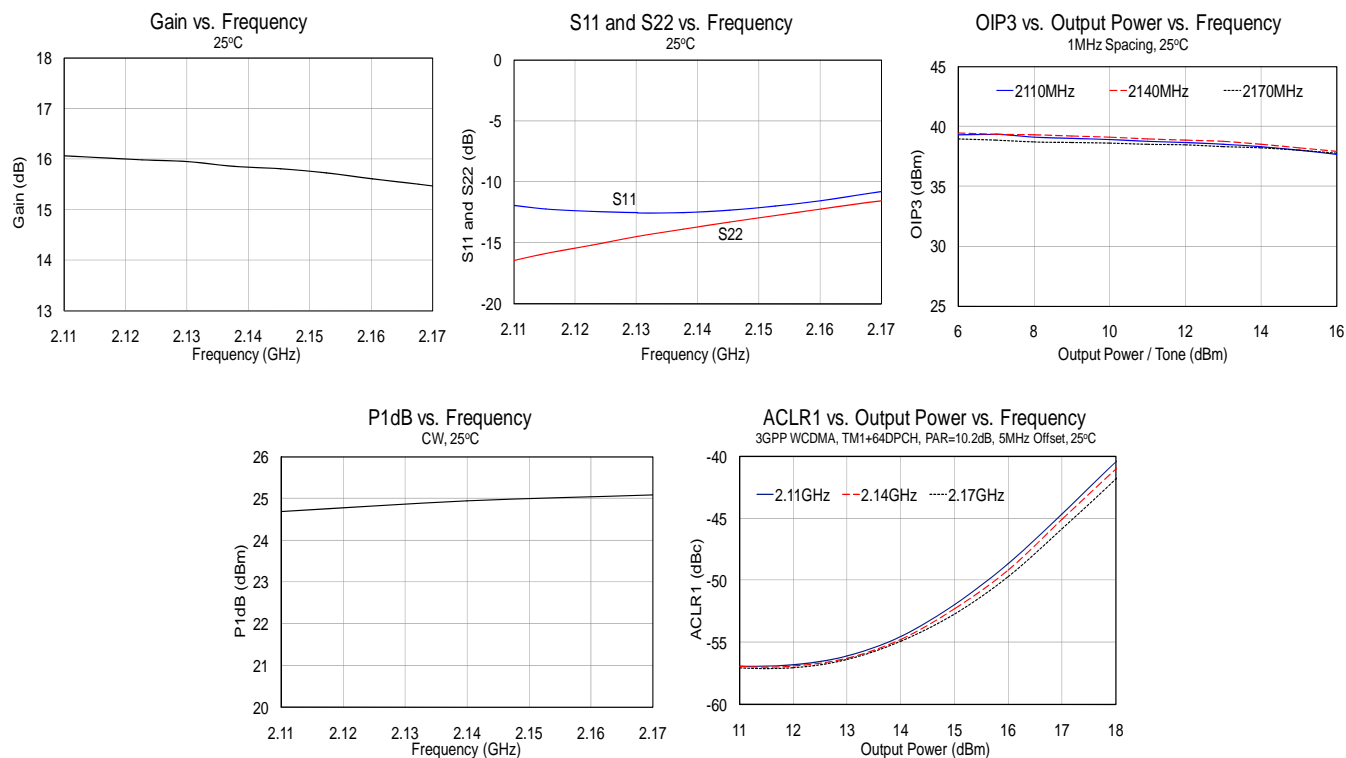 Gain vs. Frequency
25ºC
18
17
16
15
14
13
Gain (dB)
2.11 2.12 2.13 2.14 2.15 2.16 2.17
Frequency (GHz)
S11 and S22 vs. Frequency
25ºC
0
-5
-10
-15
-20
S11 and S22 (dB)
S11
S22
2.11 2.12 2.13 2.14 2.15 2.16 2.17
Frequency (GHz)
OIP3 vs. Output Power vs. Frequency
1MHz Spacing, 25ºC
45
40
35
30
25
OIP3 (dBm)
2110MHz 2140MHz 2170MHz
6 8 10 12 14 16
Output Power / Tone (dBm)
P1dB vs. Frequency
CW, 25ºC
26
25
24
23
22
21
20
P1dB (dBm)
2.11 2.12 2.13 2.14 2.15 2.16 2.17
Frequency (GHz)
ACLR1 vs. Output Power vs. Frequency
3GPP WCDMA, TM1+64DPCH, PAR=10.2dB, 5MHz Offset, 25ºC
-40
-45
-50
-55
-60
ACLR1 (dBc)
2.11GHz 2.14GHz 2.17GHz
11 12 13 14 15 16 17 18
Output Power (dBm)